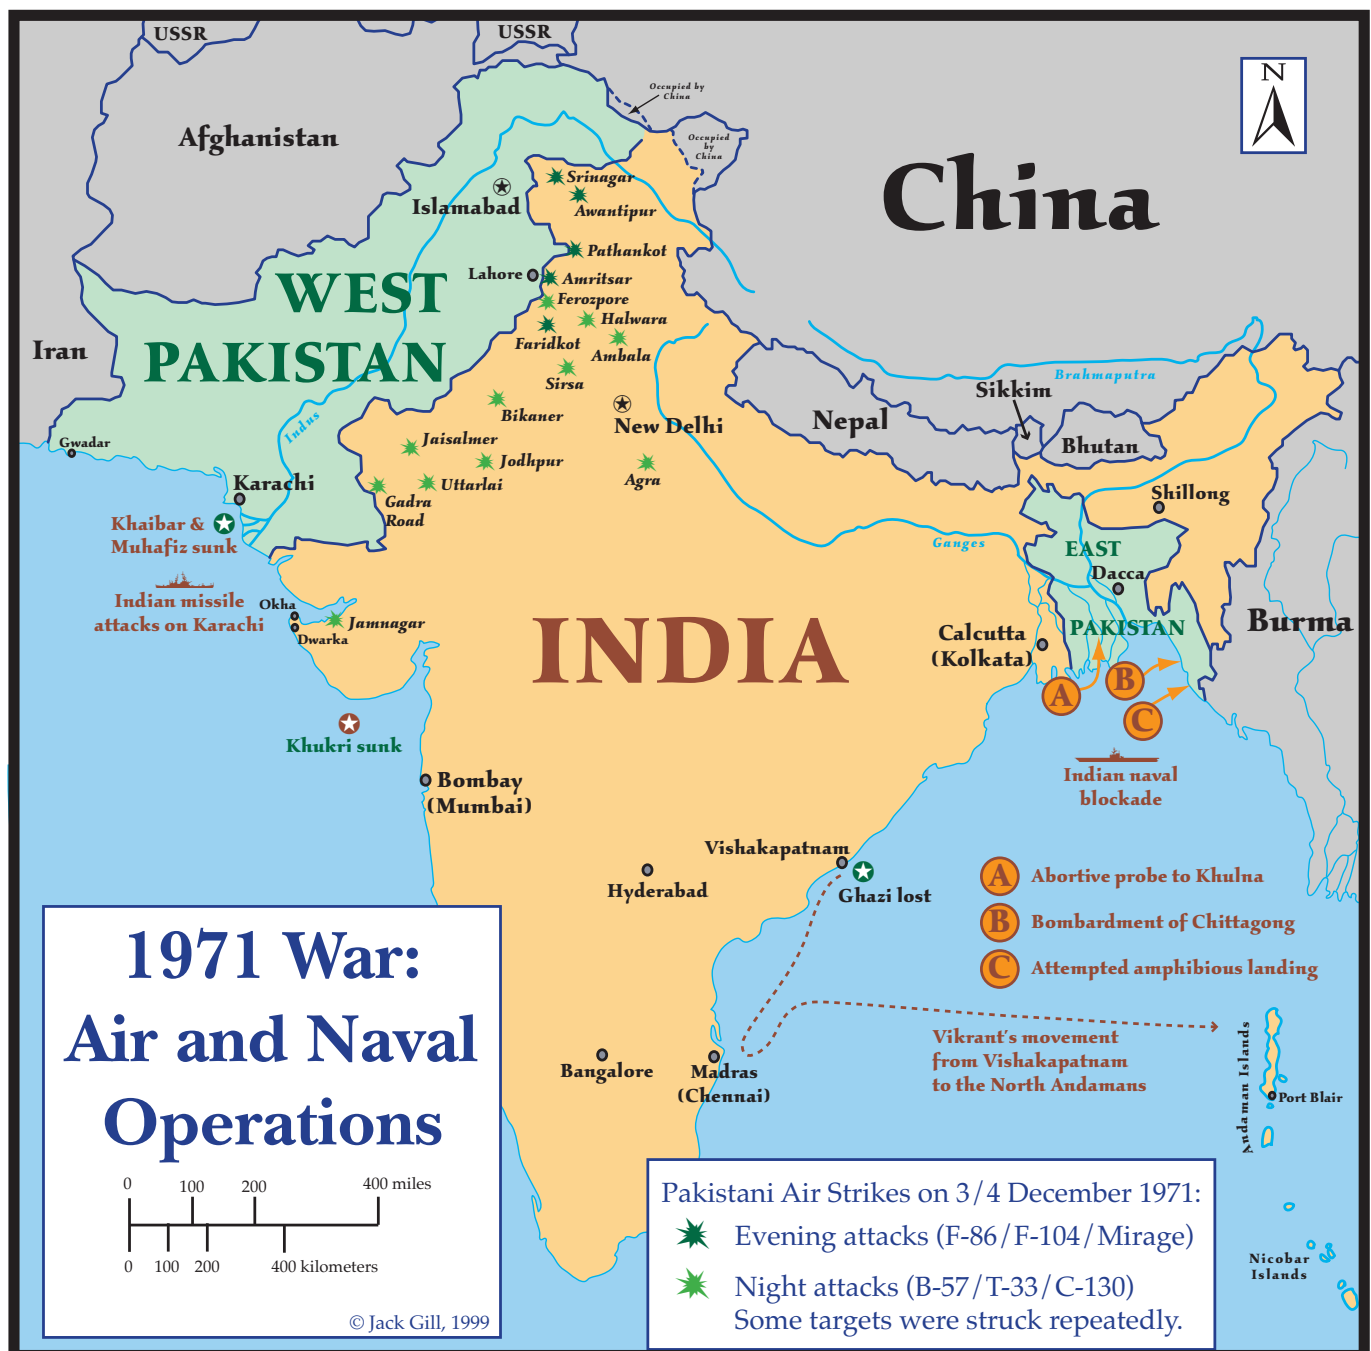 USSR
USSR
Occupied by
China
Occupied
by
China
N
Afghanistan
China
Srinagar
Islamabad
Awantipur
Pathankot
Lahore
Amritsar
WEST
PAKISTAN
Ferozpore
Halwara
Faridkot
Ambala
Iran
Sirsa
Brahmaputra
Sikkim
Bikaner
New Delhi
Nepal
Bhutan
Indus
Gwadar
Jaisalmer
Jodhpur
Karachi
Uttarlai
Agra
Shillong
Gadra
Road
Khaibar &
Muhafiz sunk
Ganges
EAST
Dacca
PAKISTAN
Indian missile
attacks on Karachi
Okha
Dwarka
Jamnagar
INDIA
Calcutta
(Kolkata)
Burma
A
B
C
Khukri sunk
Indian naval
blockade
Bombay
(Mumbai)
Vishakapatnam
Hyderabad
Ghazi lost
A Abortive probe to Khulna
B Bombardment of Chittagong
C Attempted amphibious landing
Vikrant's movement
from Vishakapatnam
to the North Andamans
Andaman Islands
Port Blair
Bangalore
Madras
(Chennai)
Nicobar
Islands
1971 War:
Air and Naval
Operations
0 100 200 400 miles
0 100 200 400 kilometers
© Jack Gill, 1999
Pakistani Air Strikes on 3/4 December 1971:
Evening attacks (F-86/F-104/Mirage)
Night attacks (B-57/T-33/C-130)
Some targets were struck repeatedly.